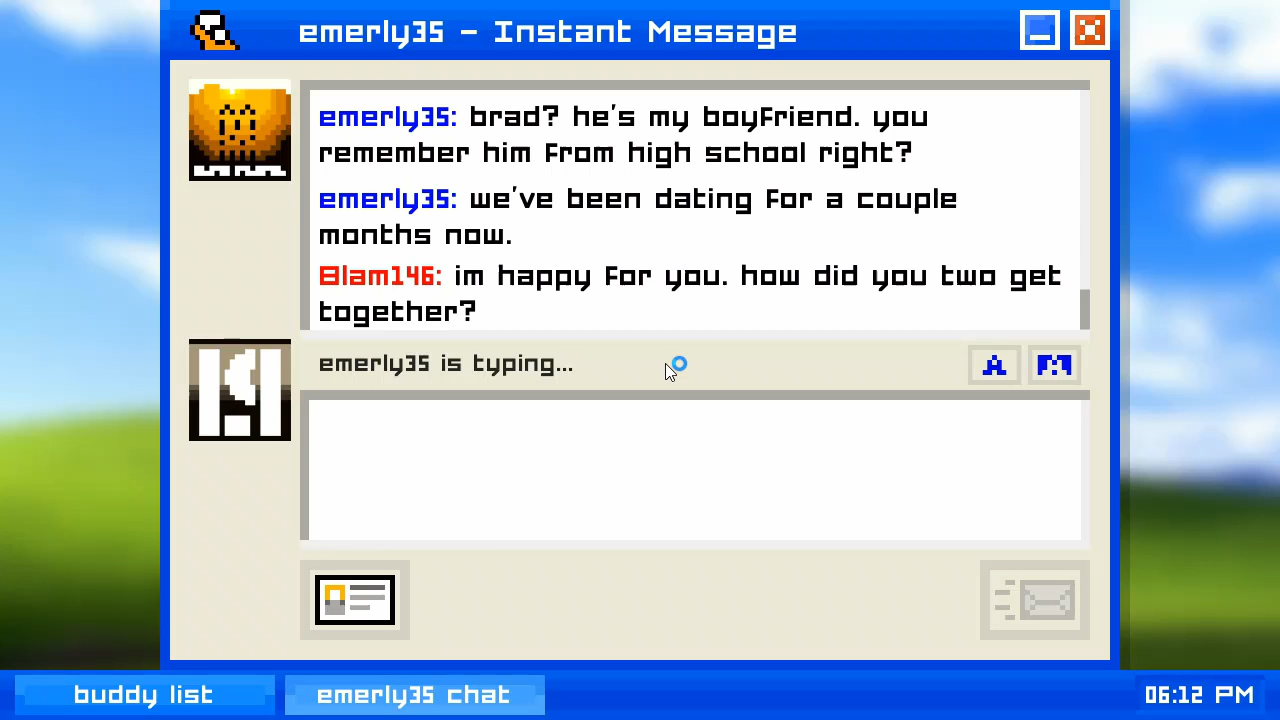 emerly35 - Instant Message
emerly35: brad? he's my boyfriend. you
remember him from high school right?
emerly35: we've been dating for a couple
months now.
Blam146: im happy for you. how did you two get
together?
emerly35 is typing...
A
buddy list
emerly35 chat
06:12 PM